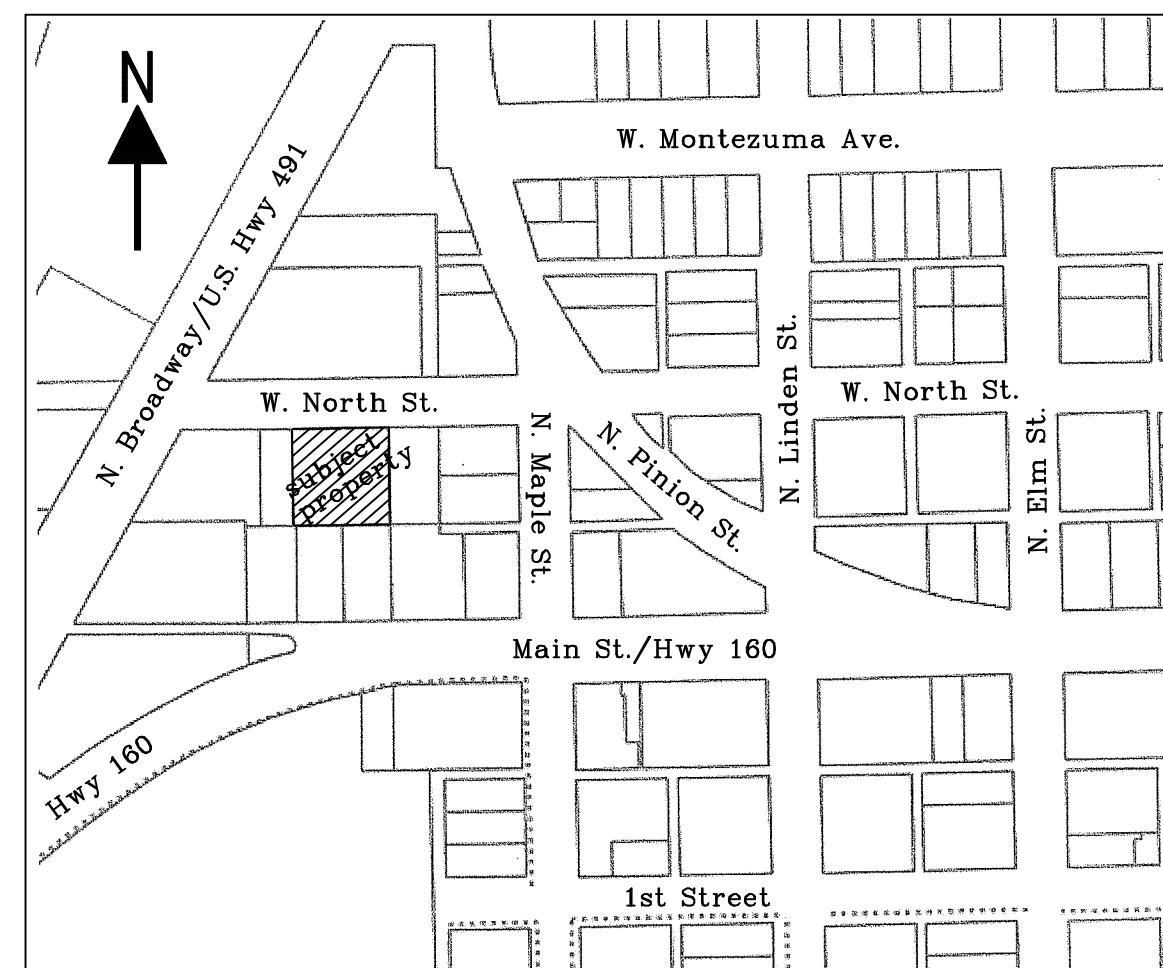 N
W. Montezuma Ave.
N. Broadway/U.S. Hwy 491
N. Linden St.
W. North St.
W. North St.
N. Maple St.
N. Pinion St.
N. Elm St.
subject
property
Main St./Hwy 160
Hwy 160
1st Street